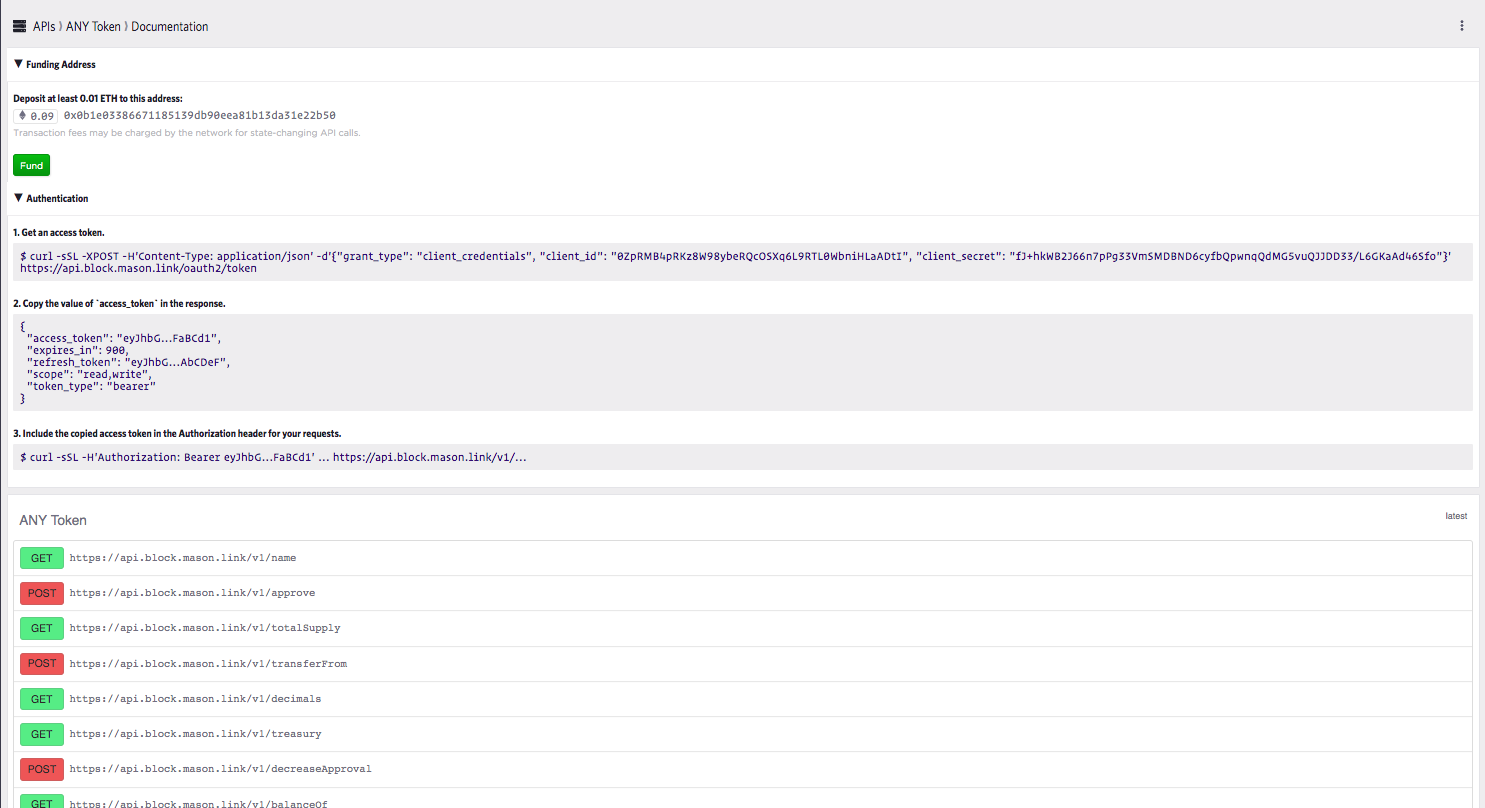 APIs ⟩ ANY Token ⟩ Documentation
▼ Funding Address
Deposit at least 0.01 ETH to this address:
0.09 0x0b1e03386671185139db90eea81b13da31e22b50
Transaction fees may be charged by the network for state-changing API calls.
Fund
▼ Authentication
1. Get an access token.
$ curl -sSL -XPOST -H'Content-Type: application/json' -d'{"grant_type": "client_credentials", "client_id": "0ZpRMB4pRKz8W98ybeRQcOSXq6L9RTL0WbniHLaADtI", "client_secret": "fJ+hkWB2J66n7pPg33VmSMDBND6cyfbQpwnqQdMG5vuQJJDD33/L6GKaAd46Sfo"}'
https://api.block.mason.link/oauth2/token
2. Copy the value of `access_token` in the response.
{
"access_token": "eyJhbG...FaBCd1",
"expires_in": 900,
"refresh_token": "eyJhbG...AbCDeF",
"scope": "read,write",
"token_type": "bearer"
}
3. Include the copied access token in the Authorization header for your requests.
$ curl -sSL -H'Authorization: Bearer eyJhbG...FaBCd1' ... https://api.block.mason.link/v1/...
ANY Token
latest
GET https://api.block.mason.link/v1/name
POST https://api.block.mason.link/v1/approve
GET https://api.block.mason.link/v1/totalSupply
POST https://api.block.mason.link/v1/transferFrom
GET https://api.block.mason.link/v1/decimals
GET https://api.block.mason.link/v1/treasury
POST https://api.block.mason.link/v1/decreaseApproval
GET https://api.block.mason.link/v1/balanceOf